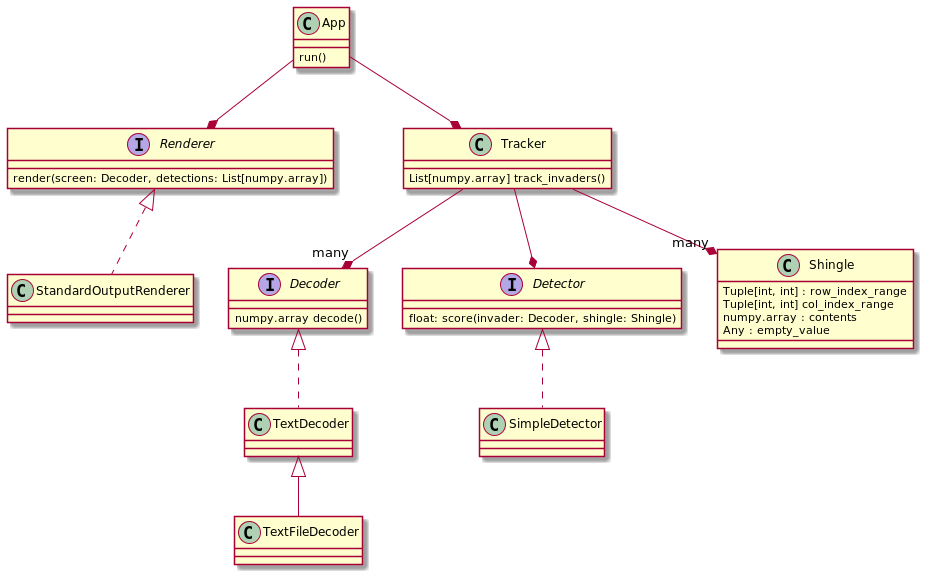 C App
run()
I Renderer
render(screen: Decoder, detections: List[numpy.array])
C Tracker
List[numpy.array] track_invaders()
many
many
C StandardOutputRenderer
I Decoder
numpy.array decode()
I Detector
float: score(invader: Decoder, shingle: Shingle)
C Shingle
Tuple[int, int] : row_index_range
Tuple[int, int] col_index_range
numpy.array : contents
Any : empty_value
C TextDecoder
C SimpleDetector
C TextFileDecoder